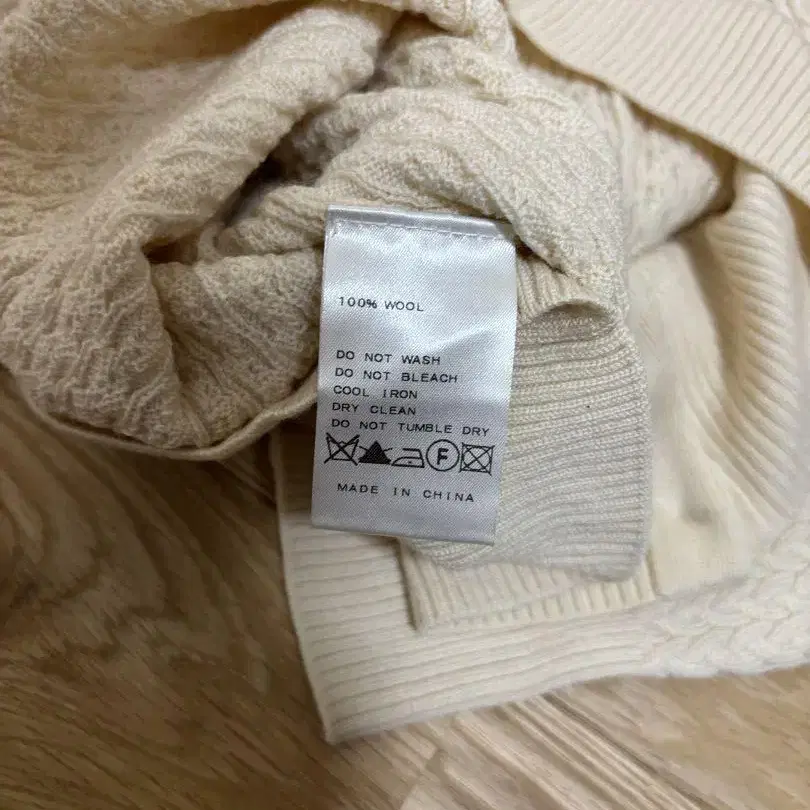 100% WOOL
DO NOT WASH
DO NOT BLEACH
COOL IRON
DRY CLEAN
DO NOT TUMBLE DRY
F
MADE IN CHINA